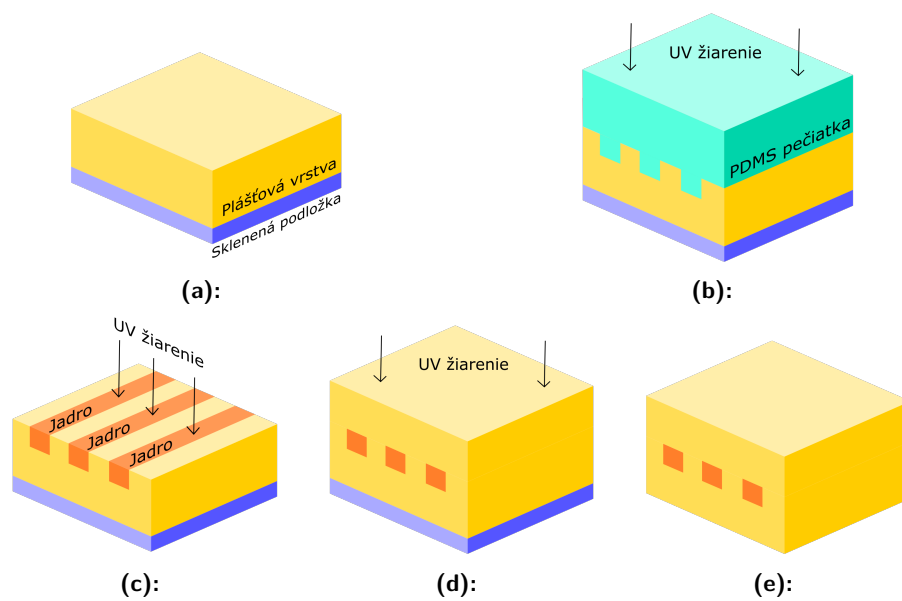 Plášťová vrstva
Sklenená podložka
(a):
UV žiarenie
PDMS pečiatka
(b):
UV žiarenie
Jadro
Jadro
Jadro
(c):
UV žiarenie
(d):
(e):